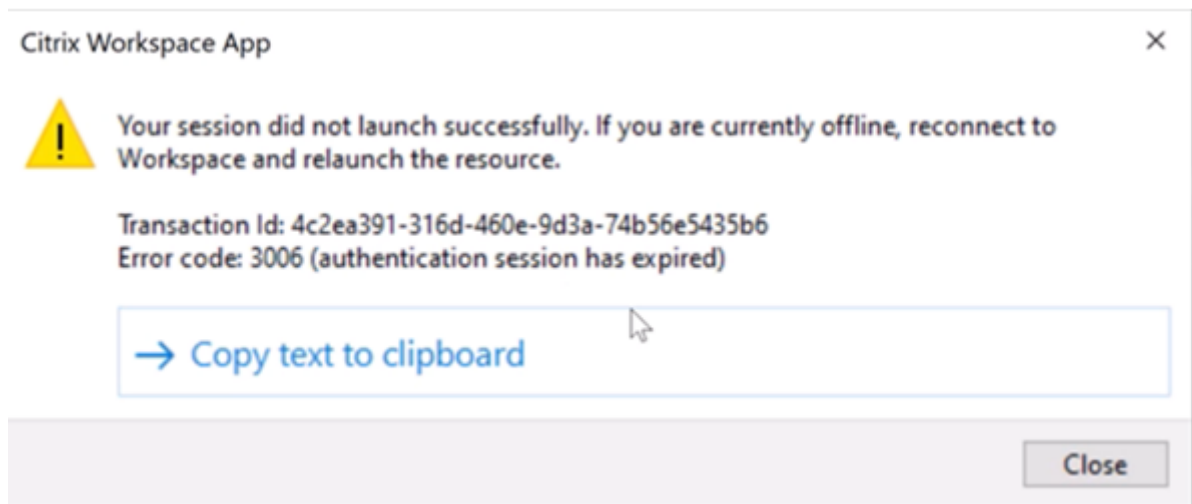 Citrix Workspace App
Your session did not launch successfully. If you are currently offline, reconnect to
Workspace and relaunch the resource.
Transaction Id: 4c2ea391-316d-460e-9d3a-74b56e5435b6
Error code: 3006 (authentication session has expired)
Copy text to clipboard
Close